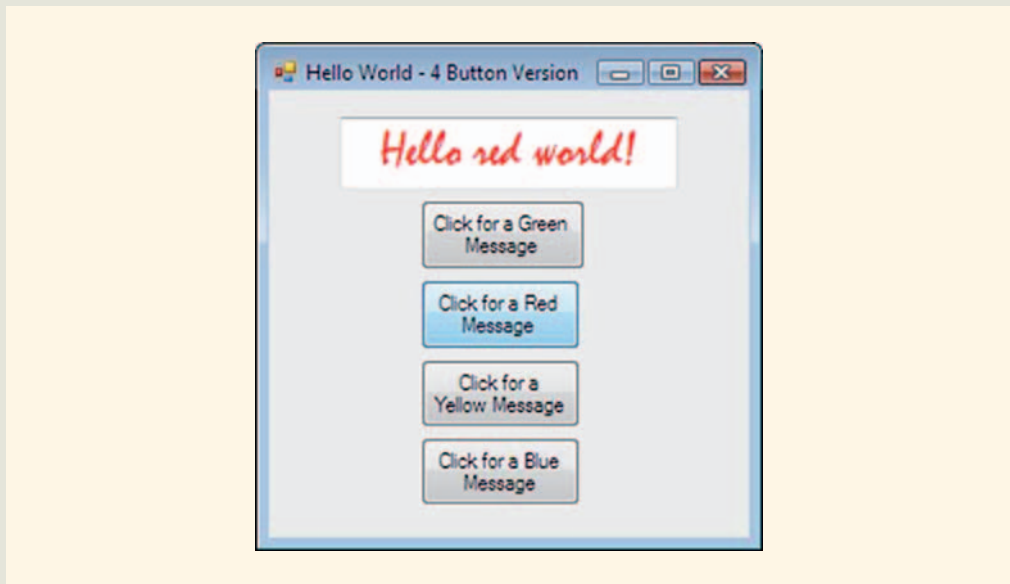 Hello World - 4 Button Version
Hello red world!
Click for a Green
Message
Click for a Red
Message
Click for a
Yellow Message
Click for a Blue
Message